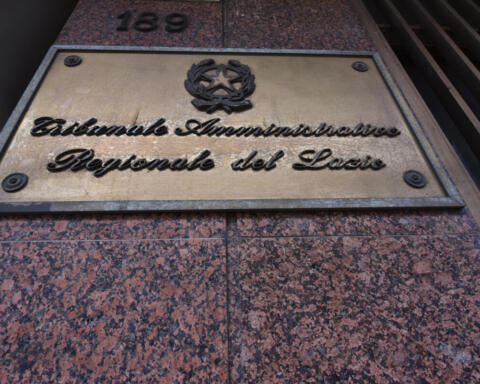 189
Tribunale Amministrativo
Regionale del Lazio